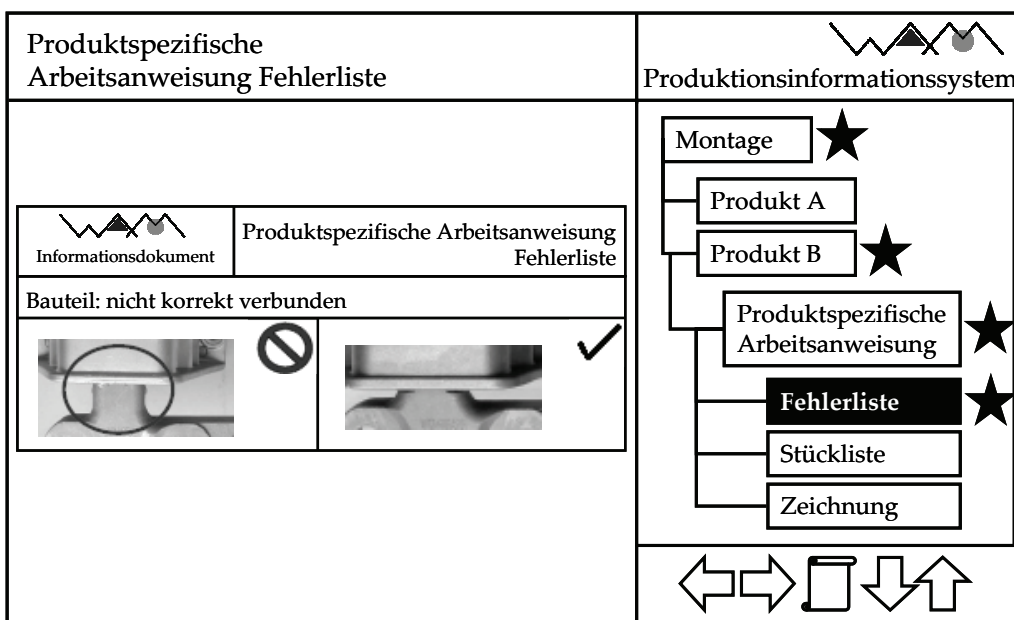 Produktspezifische
Arbeitsanweisung Fehlerliste
Produktionsinformationssystem
Informationsdokument
Produktspezifische Arbeitsanweisung
Fehlerliste
Bauteil: nicht korrekt verbunden
Montage
Produkt A
Produkt B
Produktspezifische
Arbeitsanweisung
Fehlerliste
Stückliste
Zeichnung